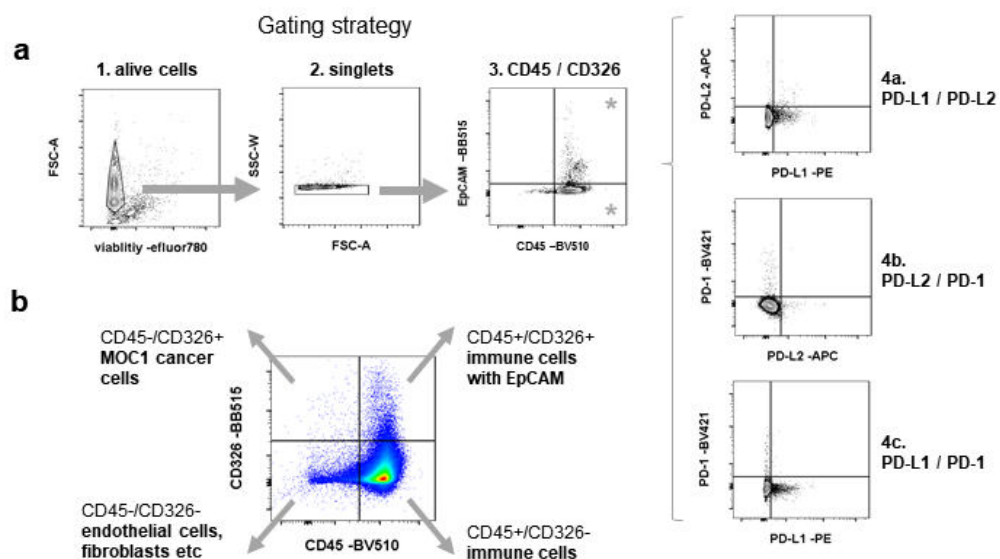 Gating strategy
a
1. alive cells
2. singlets
3. CD45 / CD326
FSC-A
viablitiy -efluor780
SSC-W
FSC-A
EpCAM –BB515
CD45 –BV510
*
*
PD-L2 -APC
PD-L1 -PE
4a.
PD-L1 / PD-L2
PD-1 -BV421
PD-L2 -APC
4b.
PD-L2 / PD-1
PD-1 -BV421
PD-L1 -PE
4c.
PD-L1 / PD-1
b
CD45-/CD326+
MOC1 cancer
cells
CD45+/CD326+
immune cells
with EpCAM
CD326 -BB515
CD45 -BV510
CD45-/CD326-
endothelial cells,
fibroblasts etc
CD45+/CD326-
immune cells